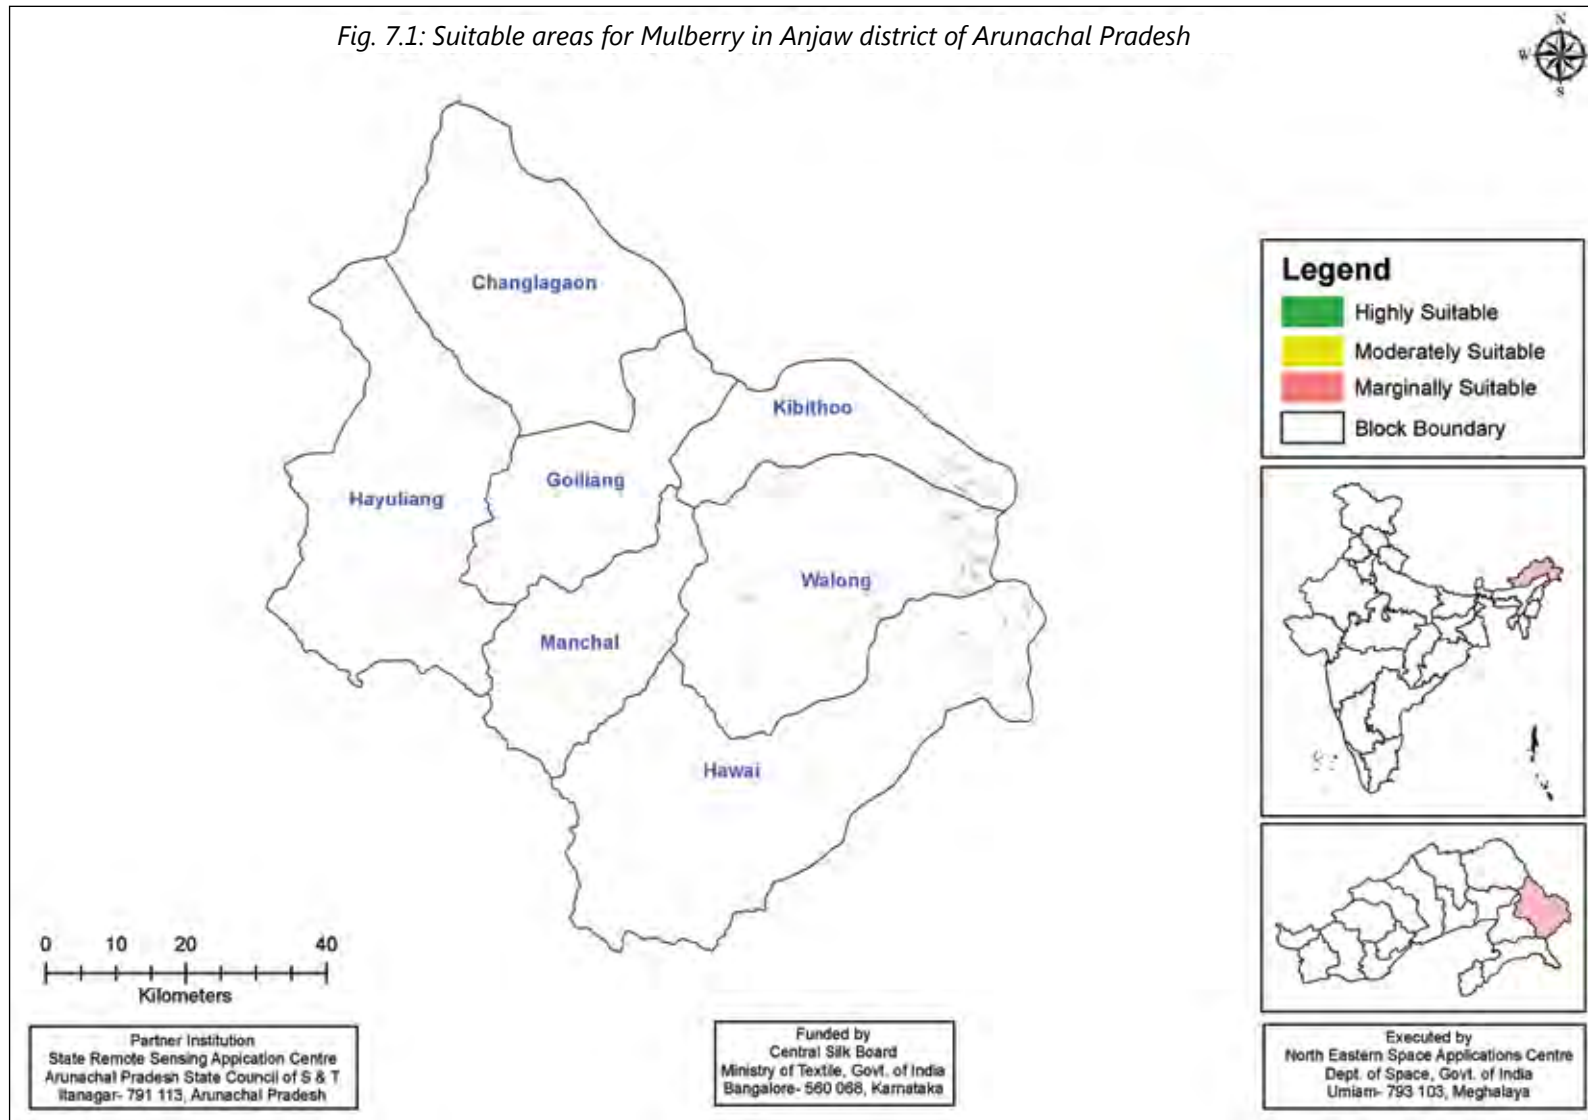 Fig. 7.1: Suitable areas for Mulberry in Anjaw district of Arunachal Pradesh
N
W
S
Changlagaon
Kibithoo
Goiliang
Hayuliang
Walong
Manchal
Hawai
Legend
Highly Suitable
Moderately Suitable
Marginally Suitable
Block Boundary
0 10 20 40
Kilometers
Partner Institution
State Remote Sensing Appication Centre
Arunachal Pradesh State Council of S & T
Itanagar- 791 113, Arunachal Pradesh
Funded by
Central Silk Board
Ministry of Textile, Govt. of India
Bangalore- 560 068, Karnataka
Executed by
North Eastern Space Applications Centre
Dept. of Space, Govt. of India
Umiam- 793 103, Meghalaya